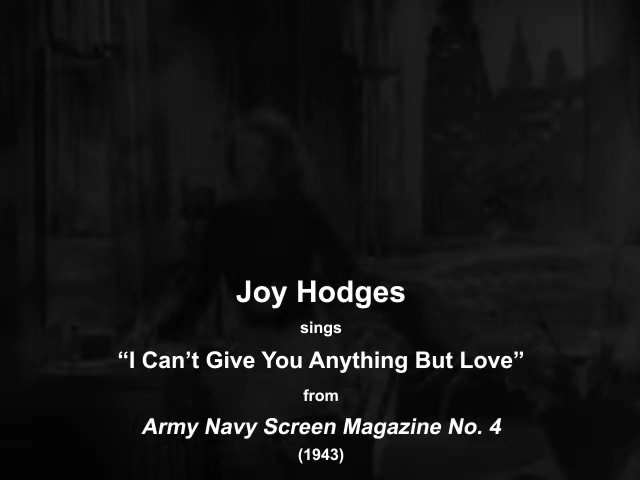 Joy Hodges
sings
“I Can’t Give You Anything But Love”
from
Army Navy Screen Magazine No. 4
(1943)